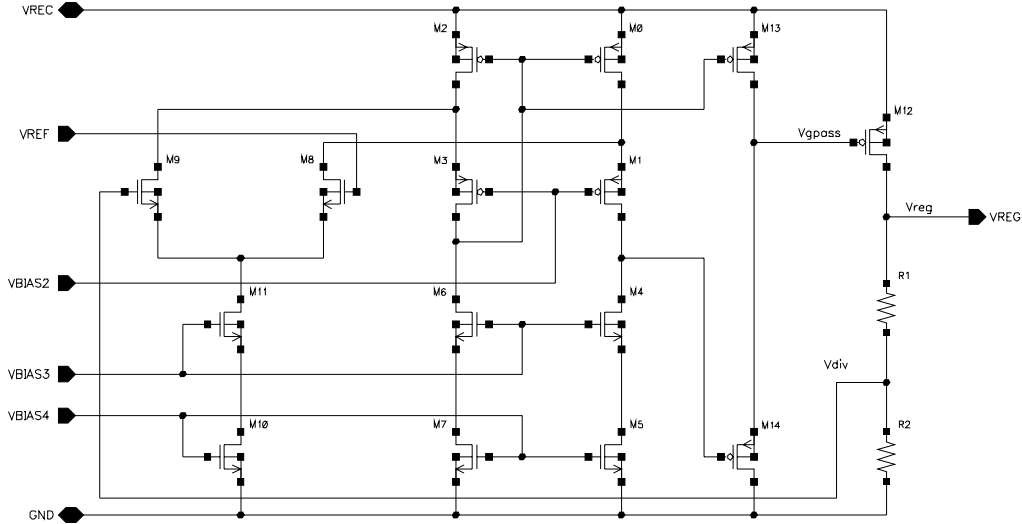 VREC
M2
M0
M13
M12
VREF
Vgpass
M9
M8
M3
M1
Vreg
VREG
VBIAS2
R1
M11
M6
M4
VBIAS3
Vdiv
VBIAS4
M10
M7
M5
M14
R2
GND